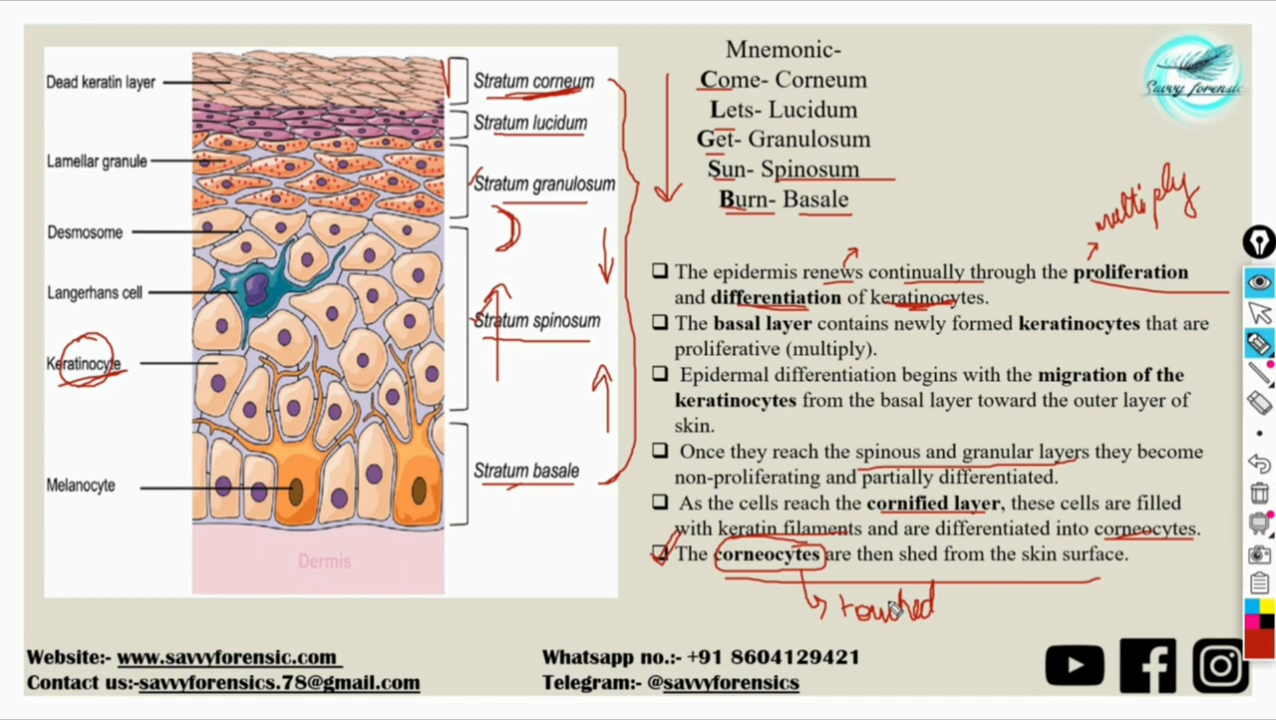 Dead keratin layer
Lamellar granule
Desmosome
Langerhans cell
Keratinocyte
Melanocyte
Stratum corneum
Stratum lucidum
Stratum granulosum
Stratum spinosum
Stratum basale
Dermis
Mnemonic-
Come- Corneum
Lets- Lucidum
Get- Granulosum
Sun- Spinosum
Burn- Basale
Savvy forensic
multiply
The epidermis renews continually through the proliferation
and differentiation of keratinocytes.
The basal layer contains newly formed keratinocytes that are
proliferative (multiply).
Epidermal differentiation begins with the migration of the
keratinocytes from the basal layer toward the outer layer of
skin.
Once they reach the spinous and granular layers they become
non-proliferating and partially differentiated.
As the cells reach the cornified layer, these cells are filled
with keratin filaments and are differentiated into corneocytes.
The corneocytes are then shed from the skin surface.
touched
Website:- www.savvyforensic.com
Contact us:-savvyforensics.78@gmail.com
Whatsapp no.:- +91 8604129421
Telegram:- @savvyforensics